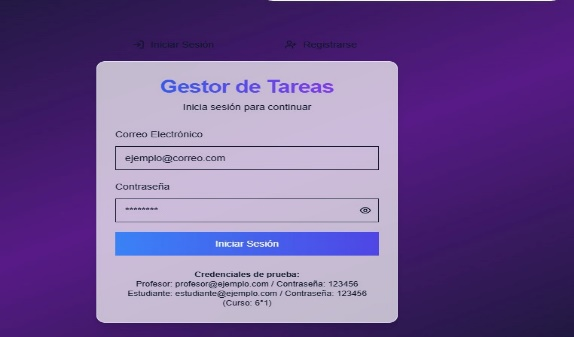 Iniciar Sesión
Registrarse
Gestor de Tareas
Inicia sesión para continuar
Correo Electrónico
ejemplo@correo.com
Contraseña
********
Iniciar Sesión
Credenciales de prueba:
Profesor: profesor@ejemplo.com / Contraseña: 123456
Estudiante: estudiante@ejemplo.com / Contraseña: 123456
(Curso: 6°1)